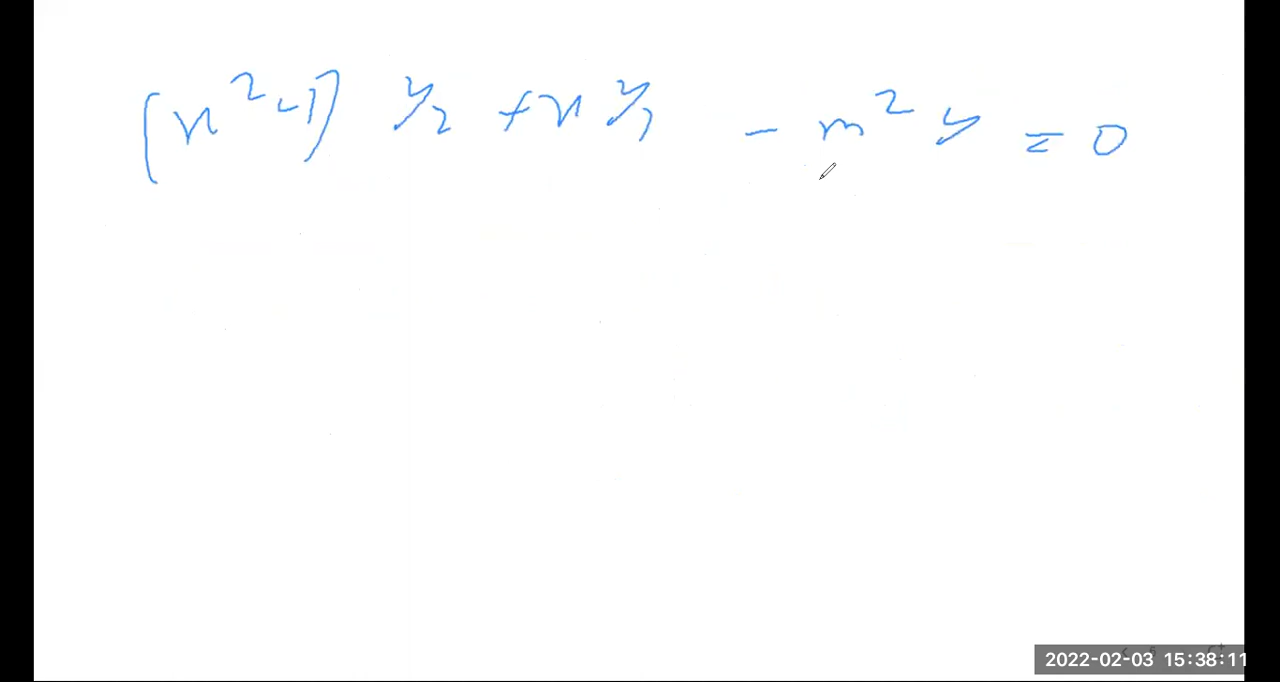 (x²-1) y₂ + x y₁ - m² y = 0
2022-02-03 15:38:11